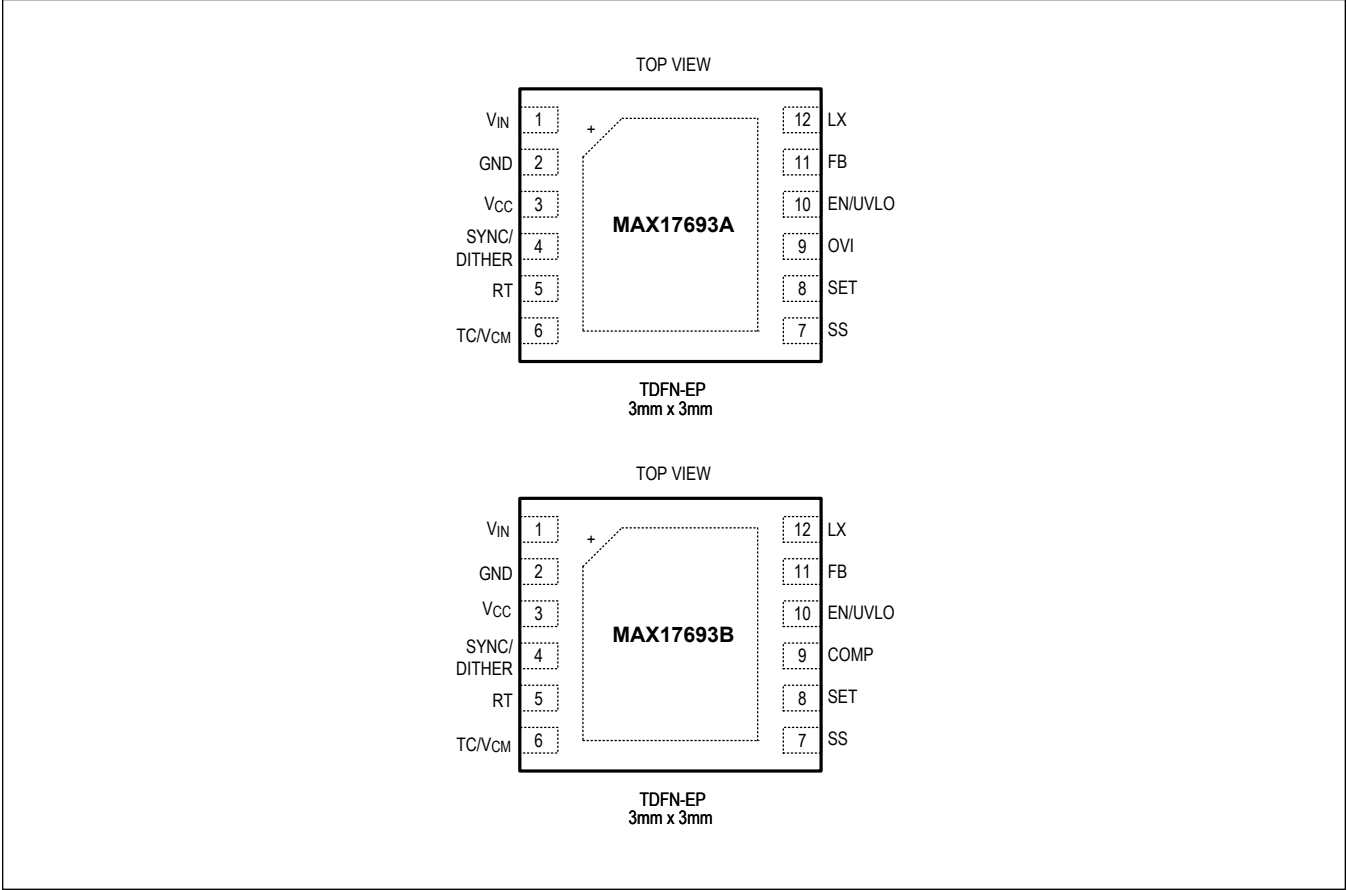 TOP VIEW
VIN 1
12 LX
+
GND 2
11 FB
VCC 3
10 EN/UVLO
MAX17693A
SYNC/
DITHER 4
9 OVI
RT 5
8 SET
TC/VCM 6
7 SS
TDFN-EP
3mm x 3mm
TOP VIEW
VIN 1
12 LX
+
GND 2
11 FB
VCC 3
10 EN/UVLO
MAX17693B
SYNC/
DITHER 4
9 COMP
RT 5
8 SET
TC/VCM 6
7 SS
TDFN-EP
3mm x 3mm